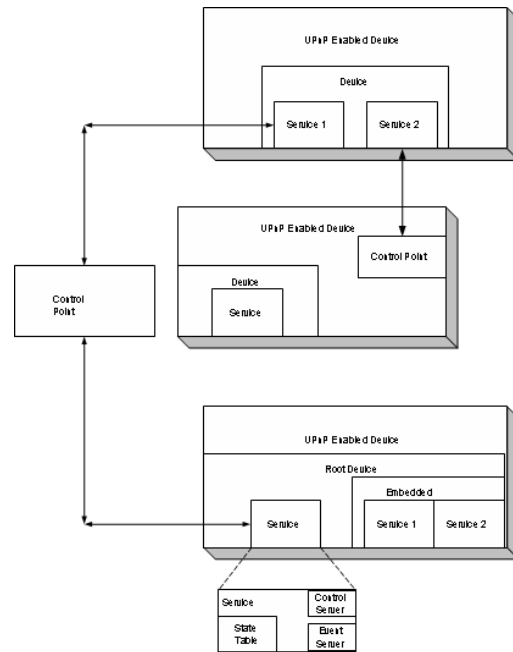 UPnP Enabled Device
Device
Service 1
Service 2
UPnP Enabled Device
Control Point
Device
Service
Control
Point
UPnP Enabled Device
Root Device
Embedded
Service
Service 1
Service 2
Service
Control
Server
State
Table
Event
Server